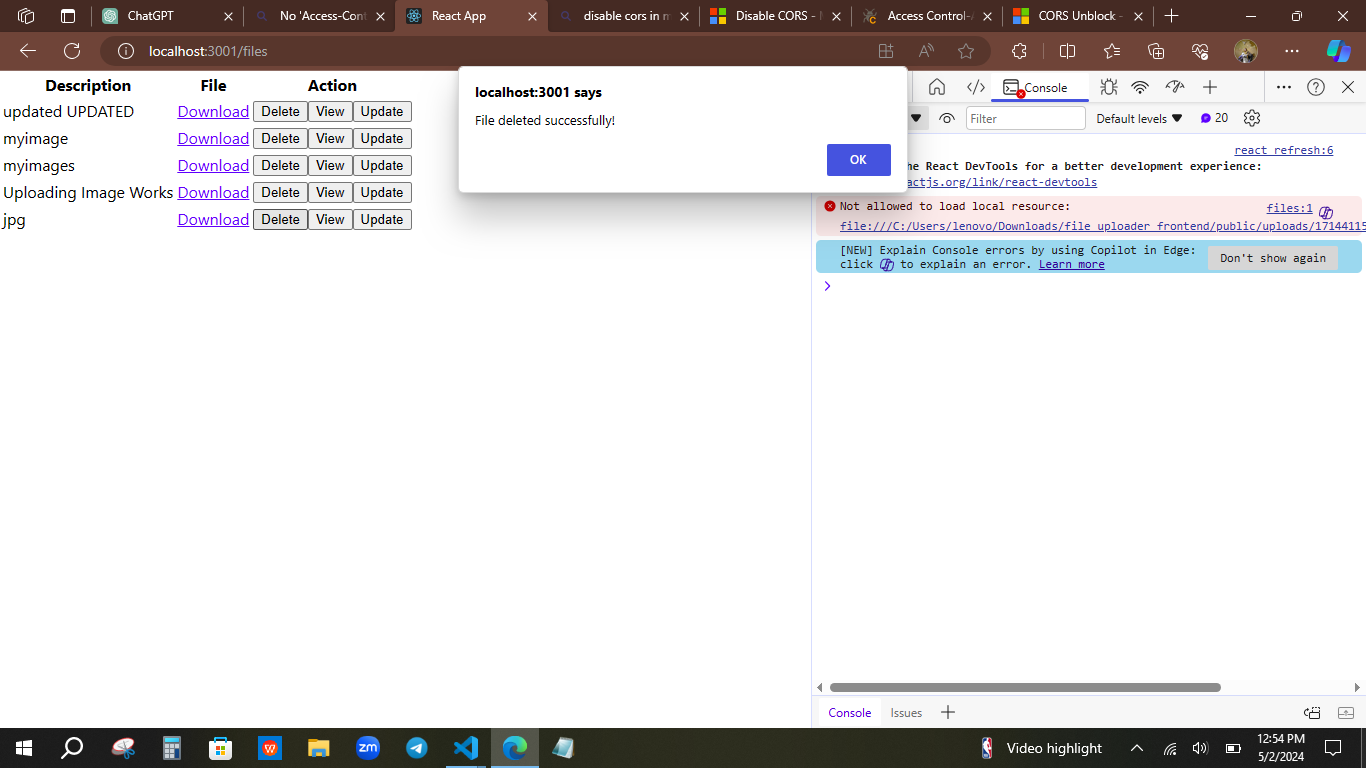 ChatGPT
No 'Access-Cont
React App
disable cors in m
Disable CORS -
Access Control-
CORS Unblock -
localhost:3001/files
Description File Action
updated UPDATED Download Delete View Update
myimage Download Delete View Update
myimages Download Delete View Update
Uploading Image Works Download Delete View Update
jpg Download Delete View Update
localhost:3001 says
File deleted successfully!
OK
Console
Filter
Default levels
20
react refresh:6
he React DevTools for a better development experience:
actjs.org/link/react-devtools
Not allowed to load local resource: files:1
file:///C:/Users/lenovo/Downloads/file uploader frontend/public/uploads/17144115
[NEW] Explain Console errors by using Copilot in Edge:
click to explain an error. Learn more
Don't show again
Console Issues
zm
Video highlight
12:54 PM
5/2/2024